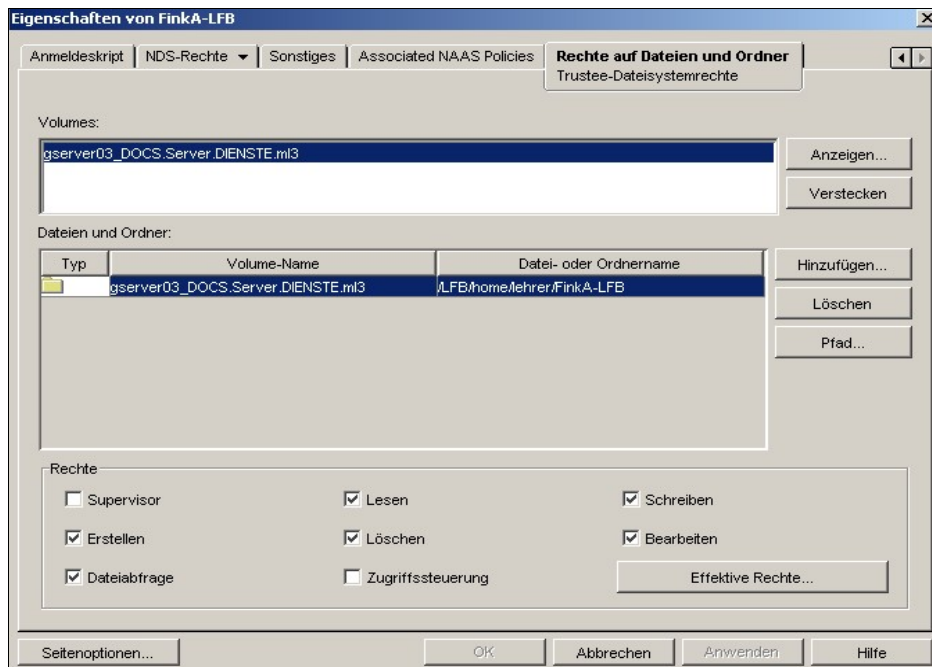 Eigenschaften von FinkA-LFB
Anmeldeskript NDS-Rechte Sonstiges Associated NAAS Policies Rechte auf Dateien und Ordner
Trustee-Dateisystemrechte
Volumes:
gserver03_DOCS.Server.DIENSTE.ml3
Anzeigen...
Verstecken
Dateien und Ordner:
Typ Volume-Name Datei- oder Ordnername
gserver03_DOCS.Server.DIENSTE.ml3 /LFB/home/lehrer/FinkA-LFB
Hinzufügen...
Löschen
Pfad...
Rechte
Supervisor Lesen Schreiben
Erstellen Löschen Bearbeiten
Dateiabfrage Zugriffssteuerung Effektive Rechte...
Seitenoptionen... OK Abbrechen Anwenden Hilfe